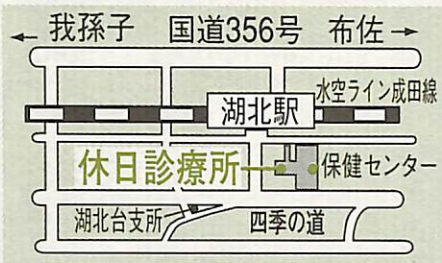 ← 我孫子 国道356号 布佐 →
水空ライン成田線
湖北駅
休日診療所
保健センター
湖北台支所
四季の道